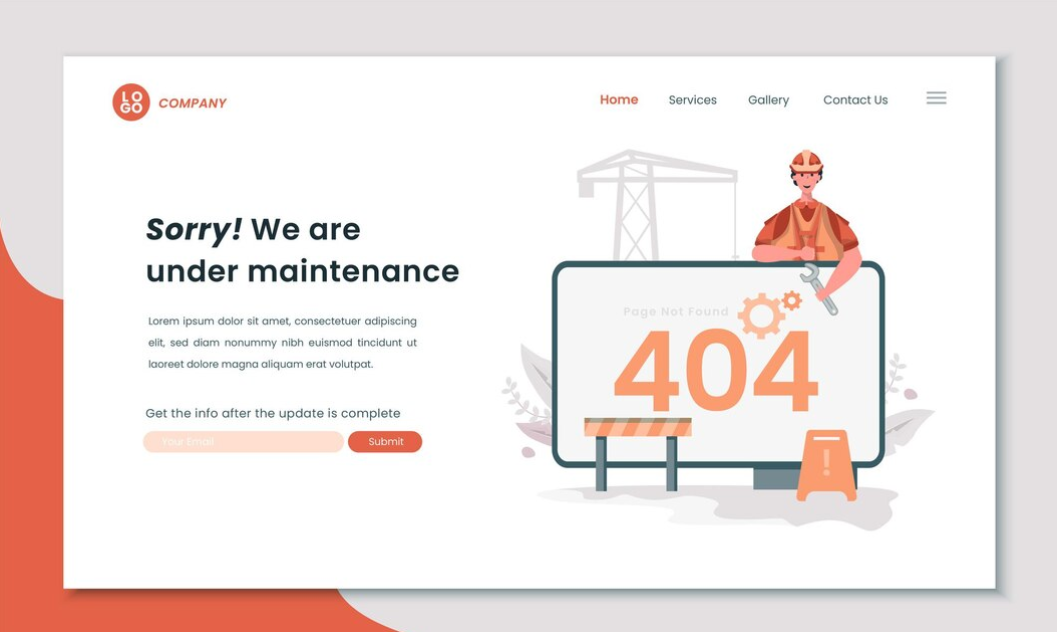 LO
GO
COMPANY
Home Services Gallery Contact Us
Sorry! We are
under maintenance
Lorem ipsum dolor sit amet, consectetuer adipiscing
elit, sed diam nonummy nibh euismod tincidunt ut
laoreet dolore magna aliquam erat volutpat.
Get the info after the update is complete
Your Email
Submit
Page Not Found
404
!